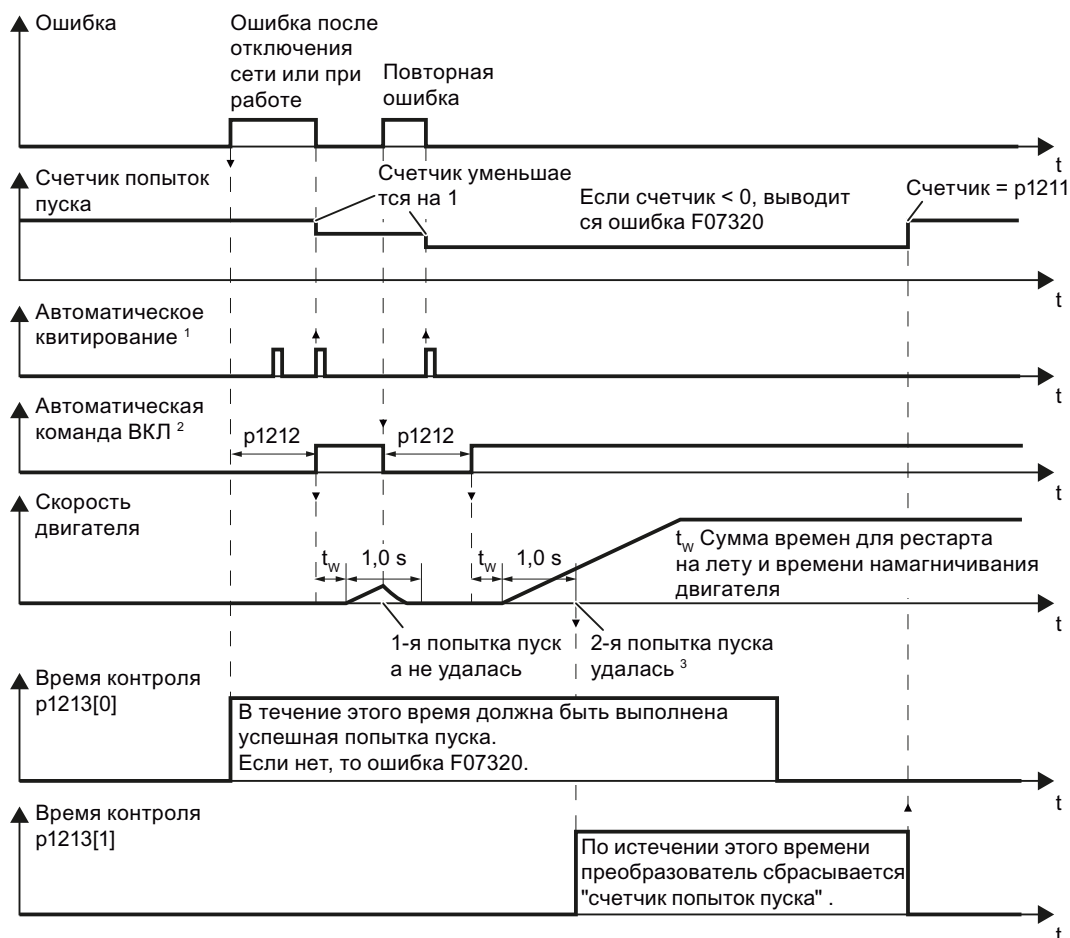 Ошибка
Ошибка после
отключения
сети или при
работе
Повторная
ошибка
t
Счетчик попыток
пуска
Счетчик уменьшае
тся на 1
Если счетчик < 0, выводит
ся ошибка F07320
Счетчик = p1211
t
Автоматическое
квитирование 1
t
Автоматическая
команда ВКЛ 2
p1212
p1212
t
Скорость
двигателя
tw
1,0 s
tw
1,0 s
tw Сумма времен для рестарта
на лету и времени намагничивания
двигателя
t
1-я попытка пуск
а не удалась
2-я попытка пуска
удалась 3
Время контроля
p1213[0]
В течение этого время должна быть выполнена
успешная попытка пуска.
Если нет, то ошибка F07320.
t
Время контроля
p1213[1]
По истечении этого времени
преобразователь сбрасывается
"счетчик попыток пуска" .
t